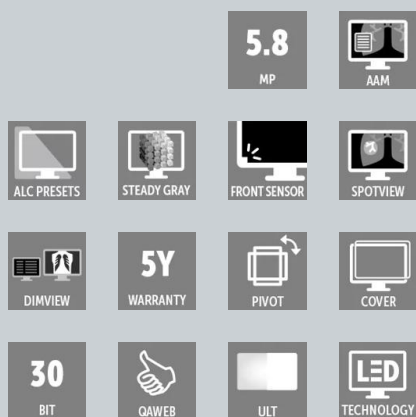 5.8
MP
AAM
ALC PRESETS
STEADY GRAY
FRONT SENSOR
SPOTVIEW
DIMVIEW
5Y
WARRANTY
PIVOT
COVER
30
BIT
QAWEB
ULT
LED
TECHNOLOGY